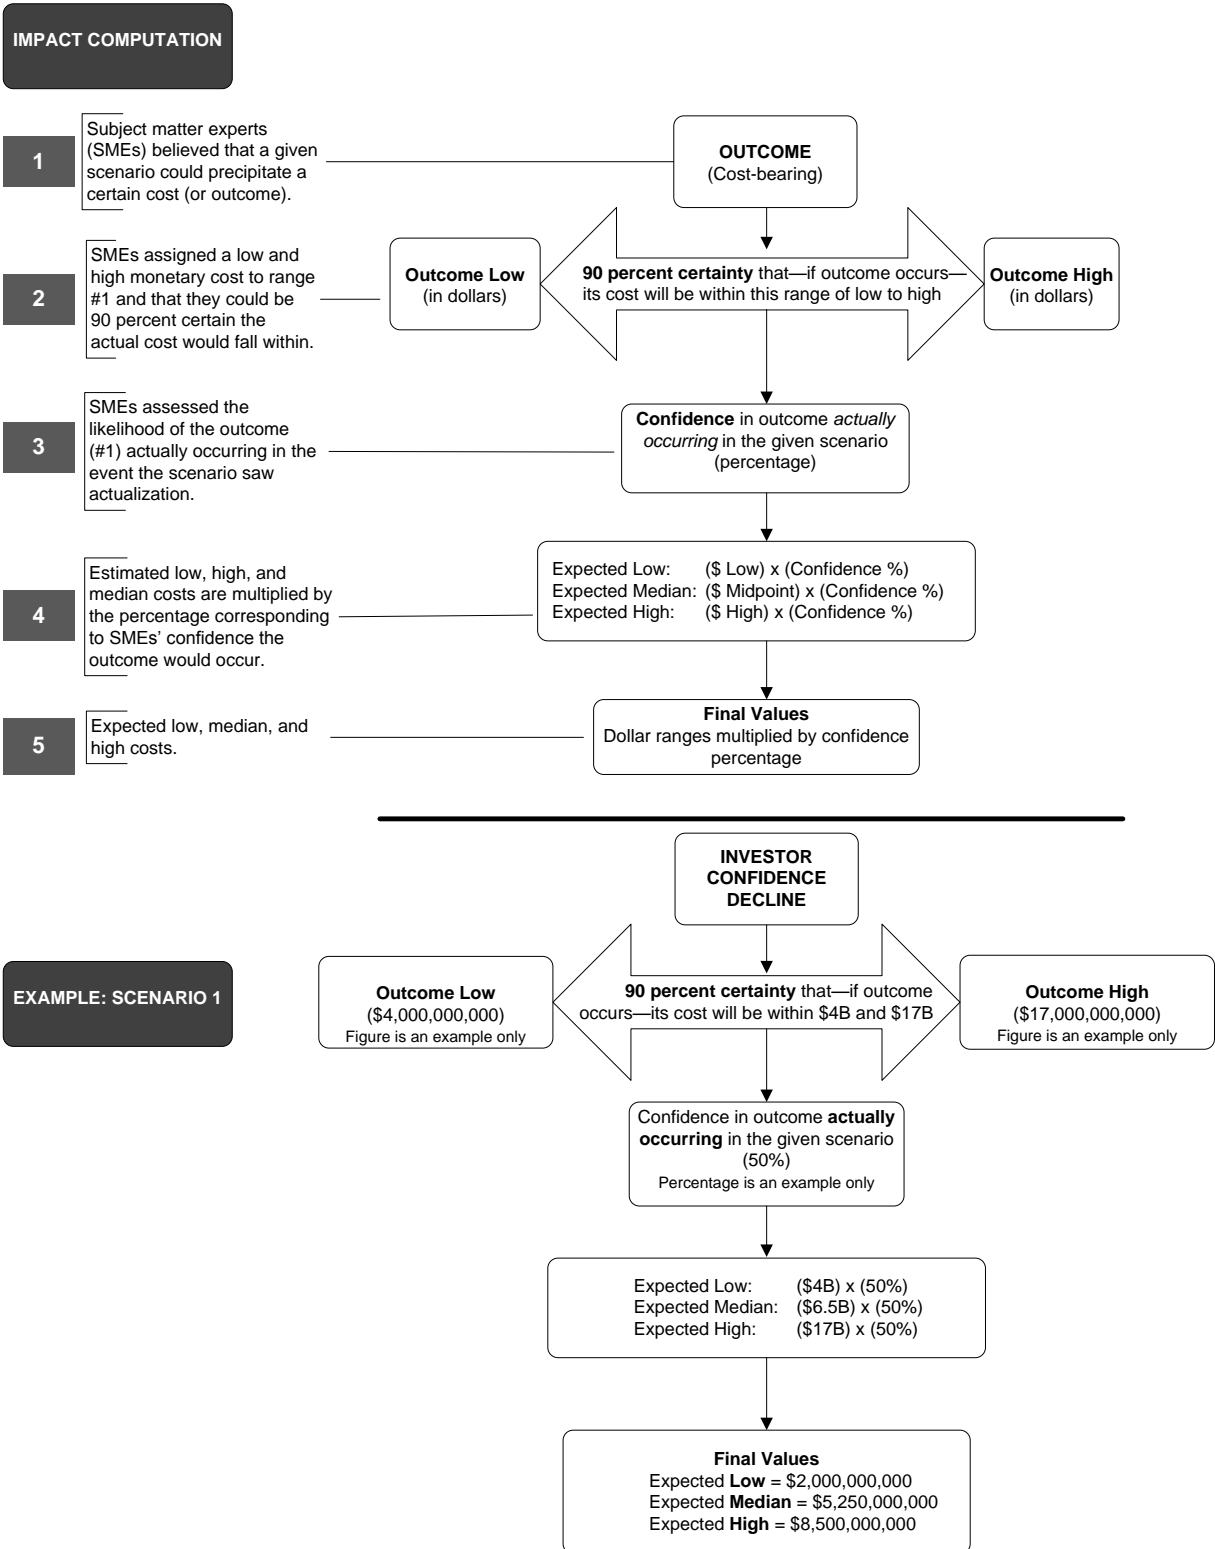 IMPACT COMPUTATION
1
Subject matter experts
(SMEs) believed that a given
scenario could precipitate a
certain cost (or outcome).
OUTCOME
(Cost-bearing)
2
SMEs assigned a low and
high monetary cost to range
#1 and that they could be
90 percent certain the
actual cost would fall within.
Outcome Low
(in dollars)
90 percent certainty that—if outcome occurs—
its cost will be within this range of low to high
Outcome High
(in dollars)
3
SMEs assessed the
likelihood of the outcome
(#1) actually occurring in the
event the scenario saw
actualization.
Confidence in outcome actually
occurring in the given scenario
(percentage)
4
Estimated low, high, and
median costs are multiplied by
the percentage corresponding
to SMEs’ confidence the
outcome would occur.
Expected Low: ($ Low) x (Confidence %)
Expected Median: ($ Midpoint) x (Confidence %)
Expected High: ($ High) x (Confidence %)
5
Expected low, median, and
high costs.
Final Values
Dollar ranges multiplied by confidence
percentage
EXAMPLE: SCENARIO 1
INVESTOR
CONFIDENCE
DECLINE
Outcome Low
($4,000,000,000)
Figure is an example only
90 percent certainty that—if outcome
occurs—its cost will be within $4B and $17B
Outcome High
($17,000,000,000)
Figure is an example only
Confidence in outcome actually
occurring in the given scenario
(50%)
Percentage is an example only
Expected Low: ($4B) x (50%)
Expected Median: ($6.5B) x (50%)
Expected High: ($17B) x (50%)
Final Values
Expected Low = $2,000,000,000
Expected Median = $5,250,000,000
Expected High = $8,500,000,000